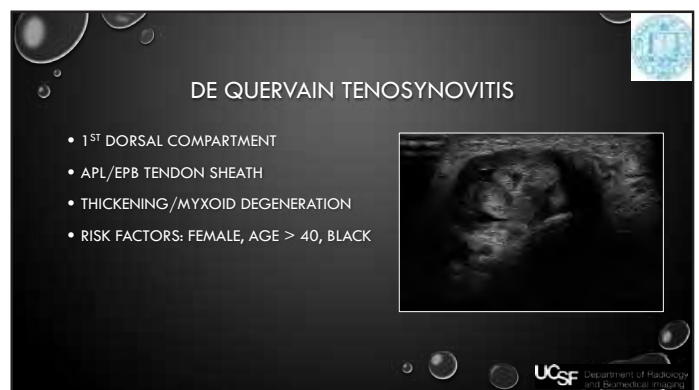 DE QUERVAIN TENOSYNOVITIS
• 1ST DORSAL COMPARTMENT
• APL/EPB TENDON SHEATH
• THICKENING/MYXOID DEGENERATION
• RISK FACTORS: FEMALE, AGE > 40, BLACK
UCSF Department of Radiology
and Biomedical Imaging